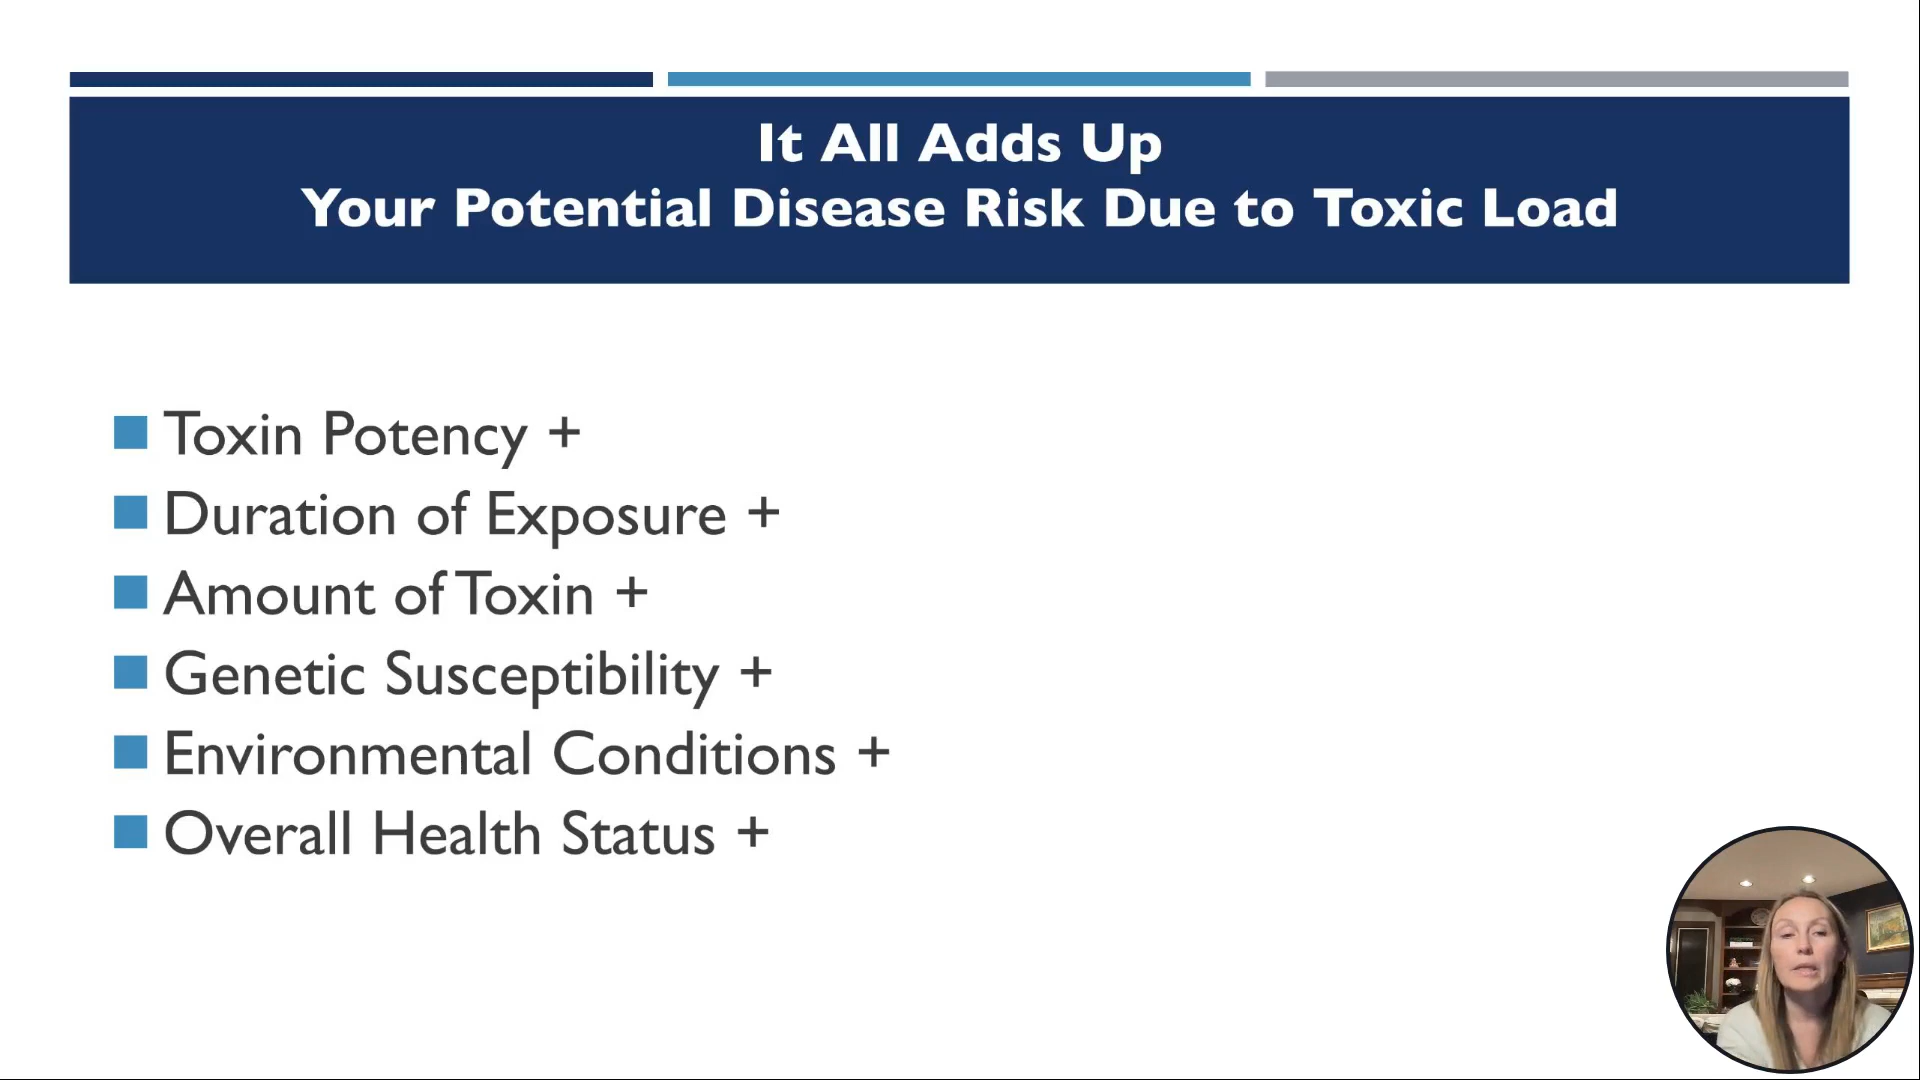 It All Adds Up
Your Potential Disease Risk Due to Toxic Load
Toxin Potency +
Duration of Exposure +
Amount of Toxin +
Genetic Susceptibility +
Environmental Conditions +
Overall Health Status +